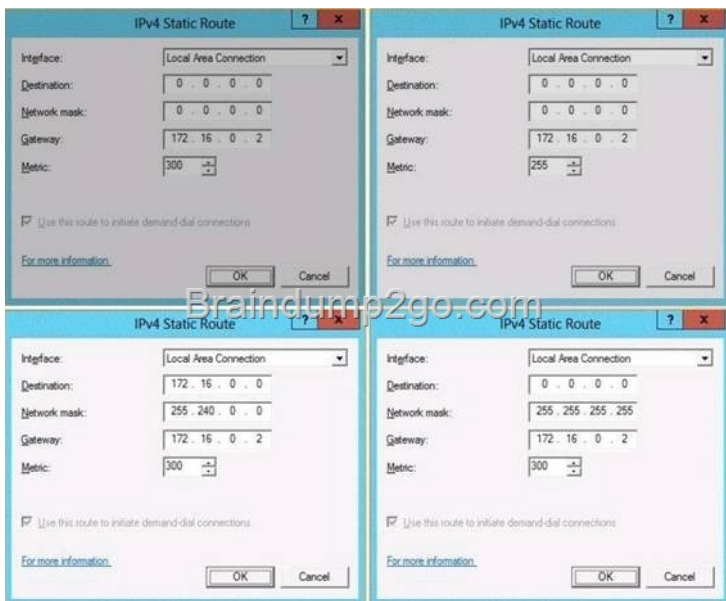 IPv4 Static Route ? x
Interface: Local Area Connection
Destination: 0 . 0 . 0 . 0
Network mask: 0 . 0 . 0 . 0
Gateway: 172 . 16 . 0 . 2
Metric: 300
Use this route to initiate demand-dial connections
For more information
OK Cancel
IPv4 Static Route ? x
Interface: Local Area Connection
Destination: 0 . 0 . 0 . 0
Network mask: 0 . 0 . 0 . 0
Gateway: 172 . 16 . 0 . 2
Metric: 255
Use this route to initiate demand-dial connections
For more information
OK Cancel
Braindump2go.com
IPv4 Static Route ? x
Interface: Local Area Connection
Destination: 172 . 16 . 0 . 0
Network mask: 255 . 240 . 0 . 0
Gateway: 172 . 16 . 0 . 2
Metric: 300
Use this route to initiate demand-dial connections
For more information
OK Cancel
IPv4 Static Route ? x
Interface: Local Area Connection
Destination: 0 . 0 . 0 . 0
Network mask: 255 . 255 . 255 . 255
Gateway: 172 . 16 . 0 . 2
Metric: 300
Use this route to initiate demand-dial connections
For more information
OK Cancel